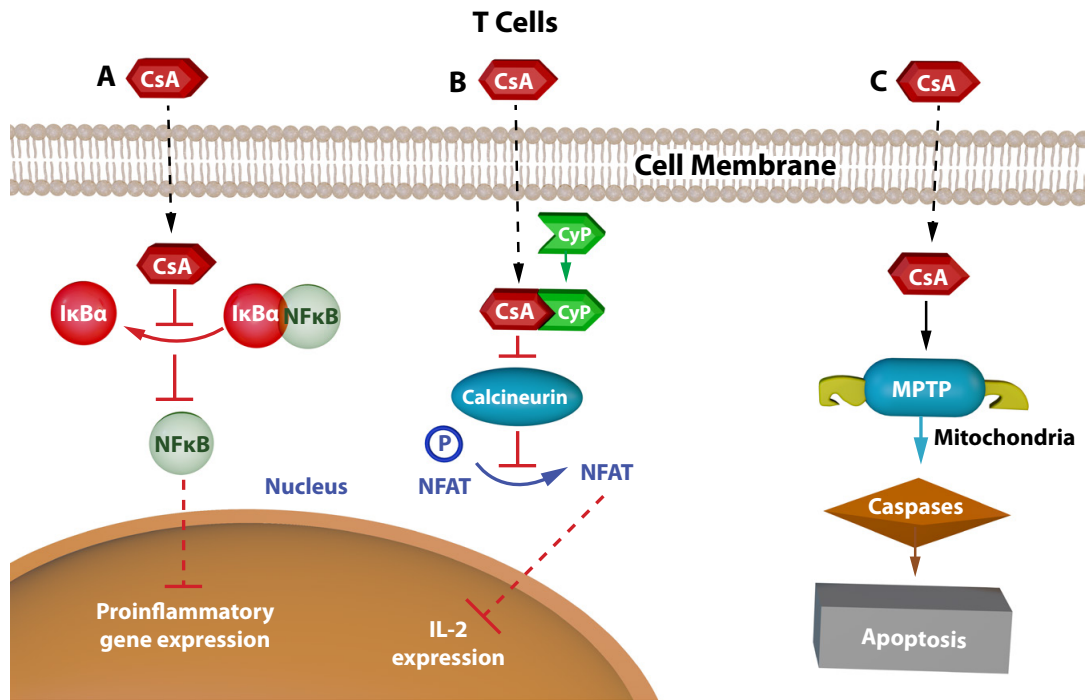 T Cells
A
CsA
B
CsA
C
CsA
Cell Membrane
CyP
CsA
CsA
IκBα
IκBα
NFκB
CsA
CyP
MPTP
Calcineurin
Mitochondria
NFκB
P
NFAT
NFAT
Nucleus
Caspases
Proinflammatory
gene expression
IL-2
expression
Apoptosis